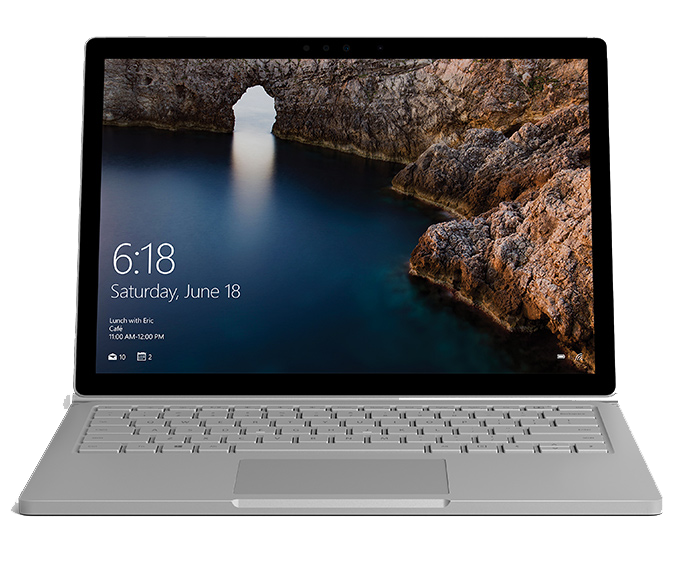 6:18
Saturday, June 18
Lunch with Eric
Café
11:00 AM-12:00 PM
10 2